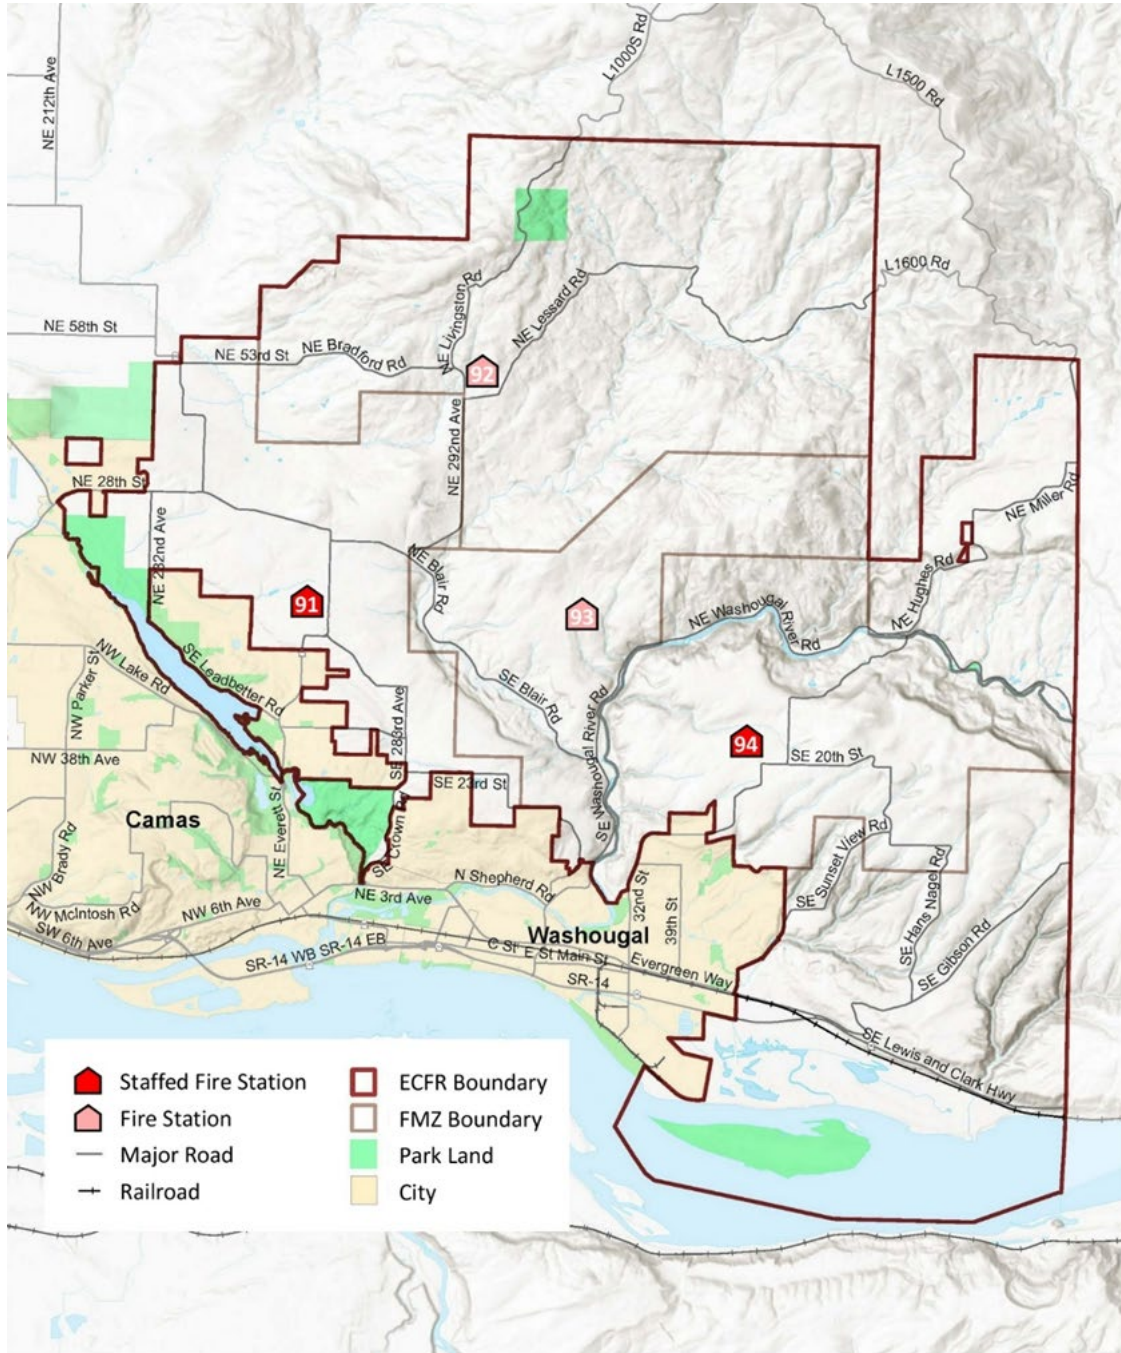 L1000S Rd
L1500 Rd
NE 212th Ave
L1600 Rd
NE Livingston Rd
NE Lessard Rd
NE 58th St
NE 53rd St
NE Bradford Rd
92
NE 292nd Ave
NE 28th St
NE Miller Rd
NE 232nd Ave
NE Blair Rd
NE Hughes Rd
91
93
NE Washougal River Rd
NW Lake Rd
SE Leadbetter Rd
NW Parker St
SE Blair Rd
SE Washougal River Rd
SE 283rd Ave
94
NW 38th Ave
SE 20th St
SE 23rd St
Camas
NE Everett St
SE Crown Rd
NW Brady Rd
SE Sunset View Rd
N Shepherd Rd
SE Hans Nagel Rd
NE 3rd Ave
NW 6th Ave
NW McIntosh Rd
32nd St
39th St
SE Gibson Rd
SW 6th Ave
Washougal
C St
E St
Main St
SR-14 WB
SR-14 EB
Evergreen Way
SR-14
SE Lewis and Clark Hwy
Staffed Fire Station
Fire Station
Major Road
Railroad
ECFR Boundary
FMZ Boundary
Park Land
City